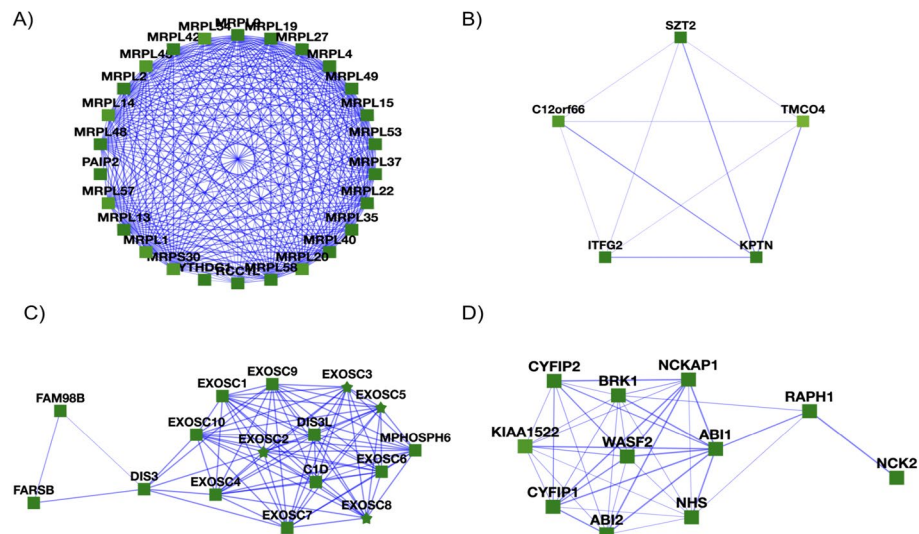 A)
MRPL19
MRPL42
MRPL27
MRPL4
MRPL2
MRPL49
MRPL14
MRPL15
MRPL48
MRPL53
PAIP2
MRPL37
MRPL57
MRPL22
MRPL13
MRPL35
MRPL1
MRPL40
MRPS30
MRPL20
RCC1L
MRPL58
B)
SZT2
C12orf66
TMCO4
ITFG2
KPTN
C)
EXOSC9
EXOSC3
EXOSC1
EXOSC5
FAM98B
EXOSC10
DIS3L
EXOSC2
MPHOSPH6
EXOSC6
DIS3
C1D
FARSB
EXOSC4
EXOSC8
EXOSC7
D)
CYFIP2
NCKAP1
BRK1
RAPH1
KIAA1522
WASF2
ABI1
NCK2
CYFIP1
NHS
ABI2